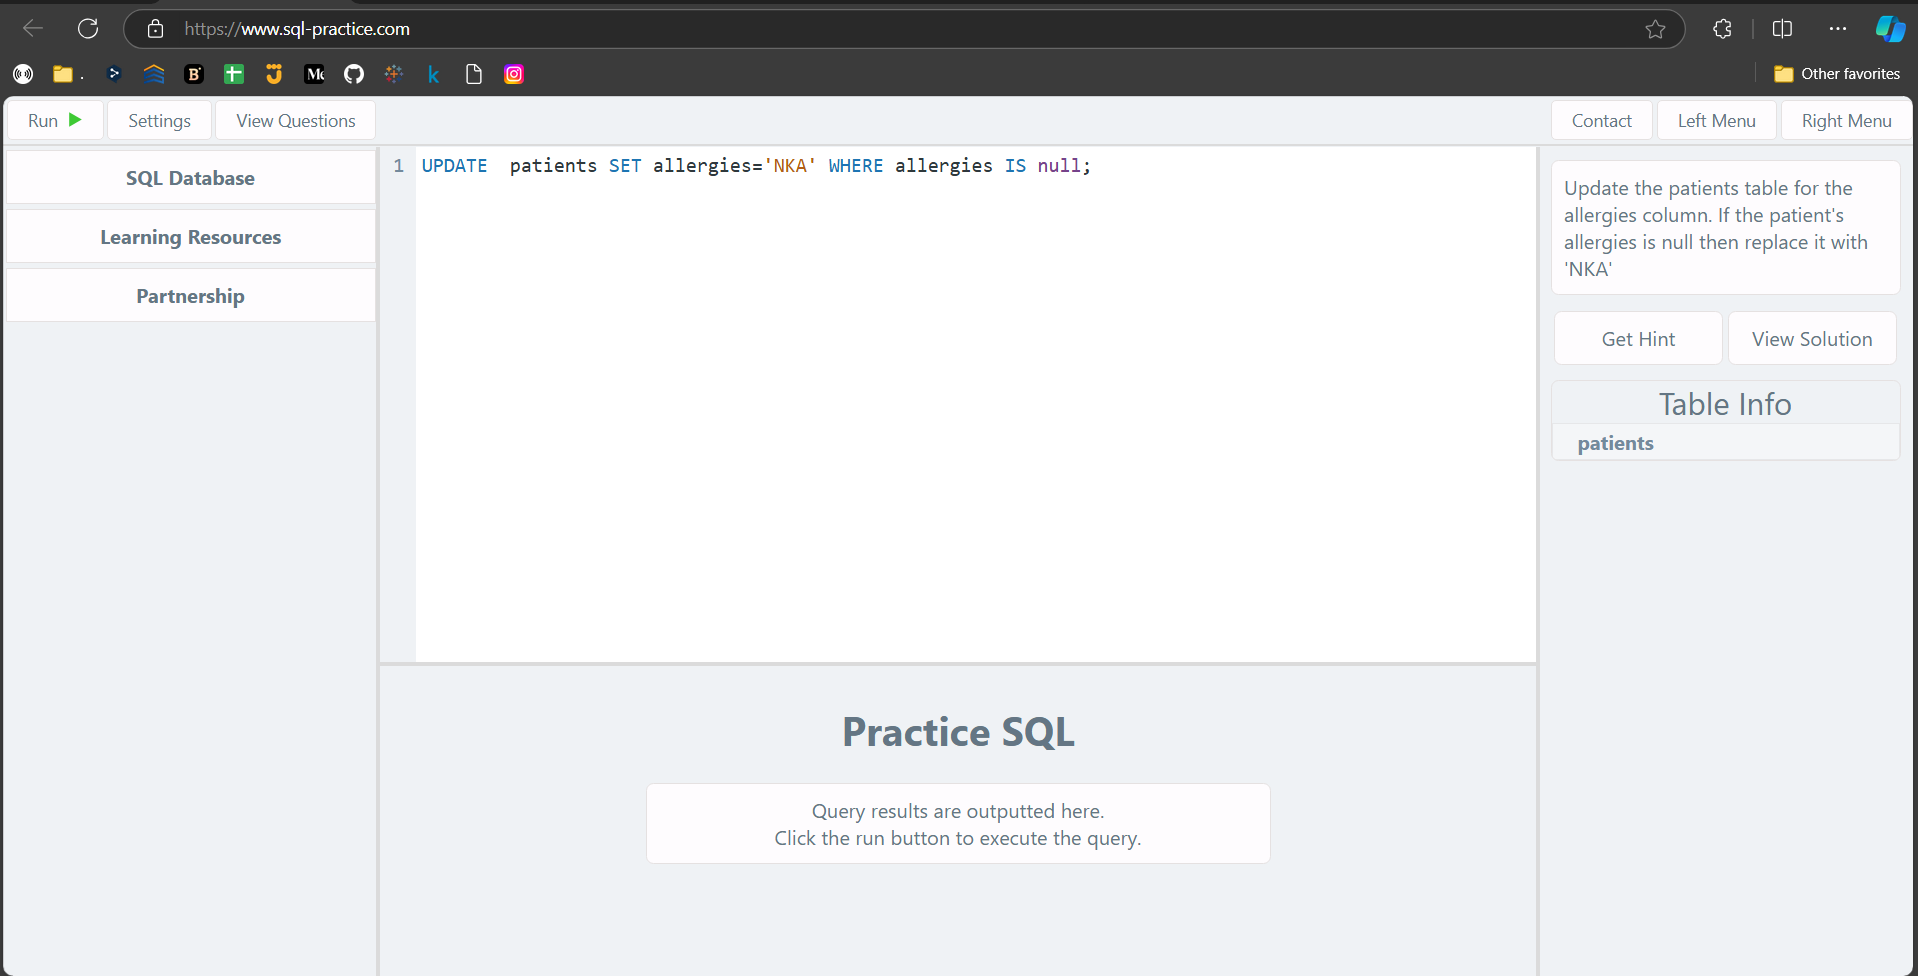 https://www.sql-practice.com
B
M
k
.
Other favorites
Run
Settings
View Questions
Contact
Left Menu
Right Menu
SQL Database
Learning Resources
Partnership
1 UPDATE  patients SET allergies='NKA' WHERE allergies IS null;
Update the patients table for the
allergies column. If the patient's
allergies is null then replace it with
'NKA'
Get Hint
View Solution
Table Info
patients
Practice SQL
Query results are outputted here.
Click the run button to execute the query.